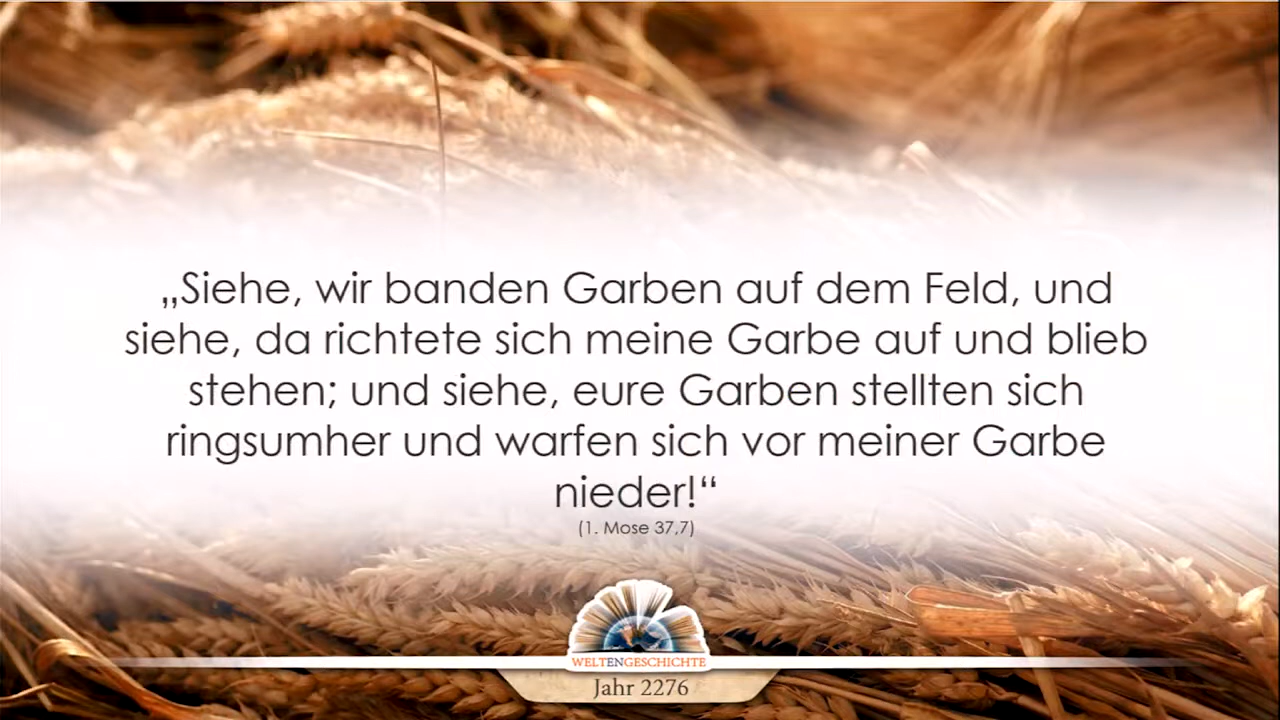 „Siehe, wir banden Garben auf dem Feld, und
siehe, da richtete sich meine Garbe auf und blieb
stehen; und siehe, eure Garben stellten sich
ringsumher und warfen sich vor meiner Garbe
nieder!“
(1. Mose 37,7)
WELTENGESCHICHTE
Jahr 2276